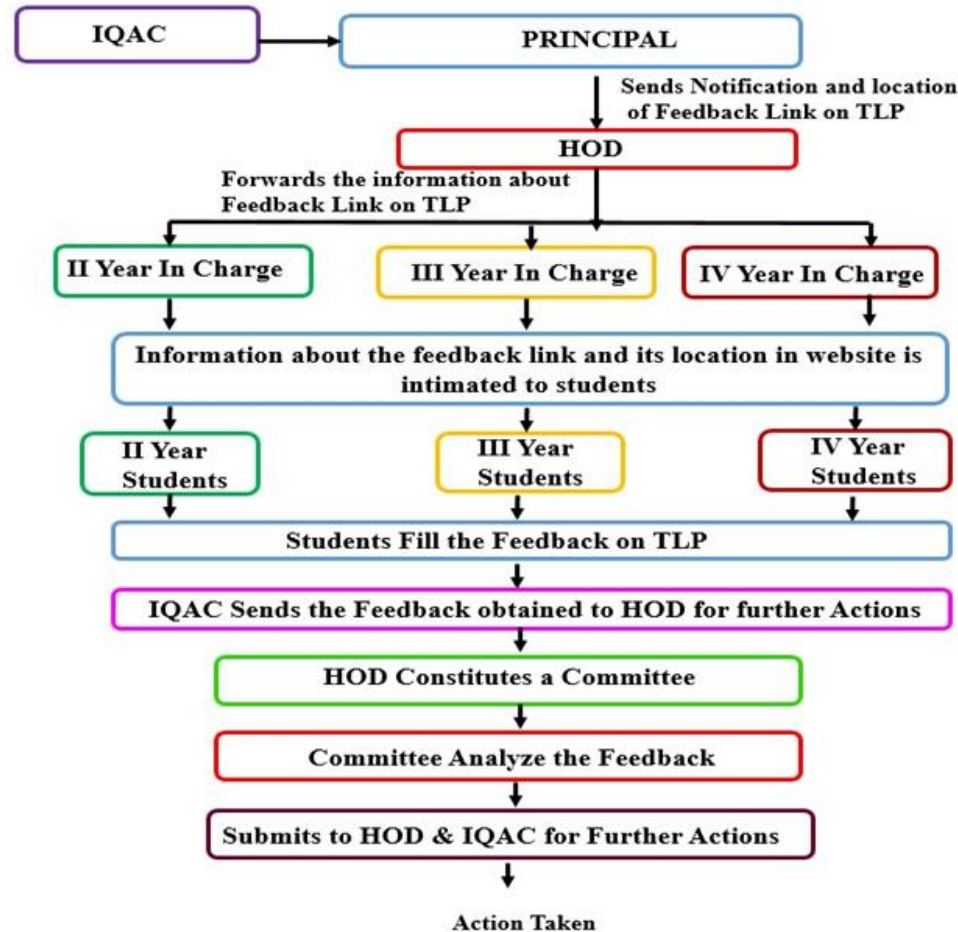 IQAC
PRINCIPAL
Sends Notification and location
of Feedback Link on TLP
HOD
Forwards the information about
Feedback Link on TLP
II Year In Charge
III Year In Charge
IV Year In Charge
Information about the feedback link and its location in website is
intimated to students
II Year
Students
III Year
Students
IV Year
Students
Students Fill the Feedback on TLP
IQAC Sends the Feedback obtained to HOD for further Actions
HOD Constitutes a Committee
Committee Analyze the Feedback
Submits to HOD & IQAC for Further Actions
Action Taken